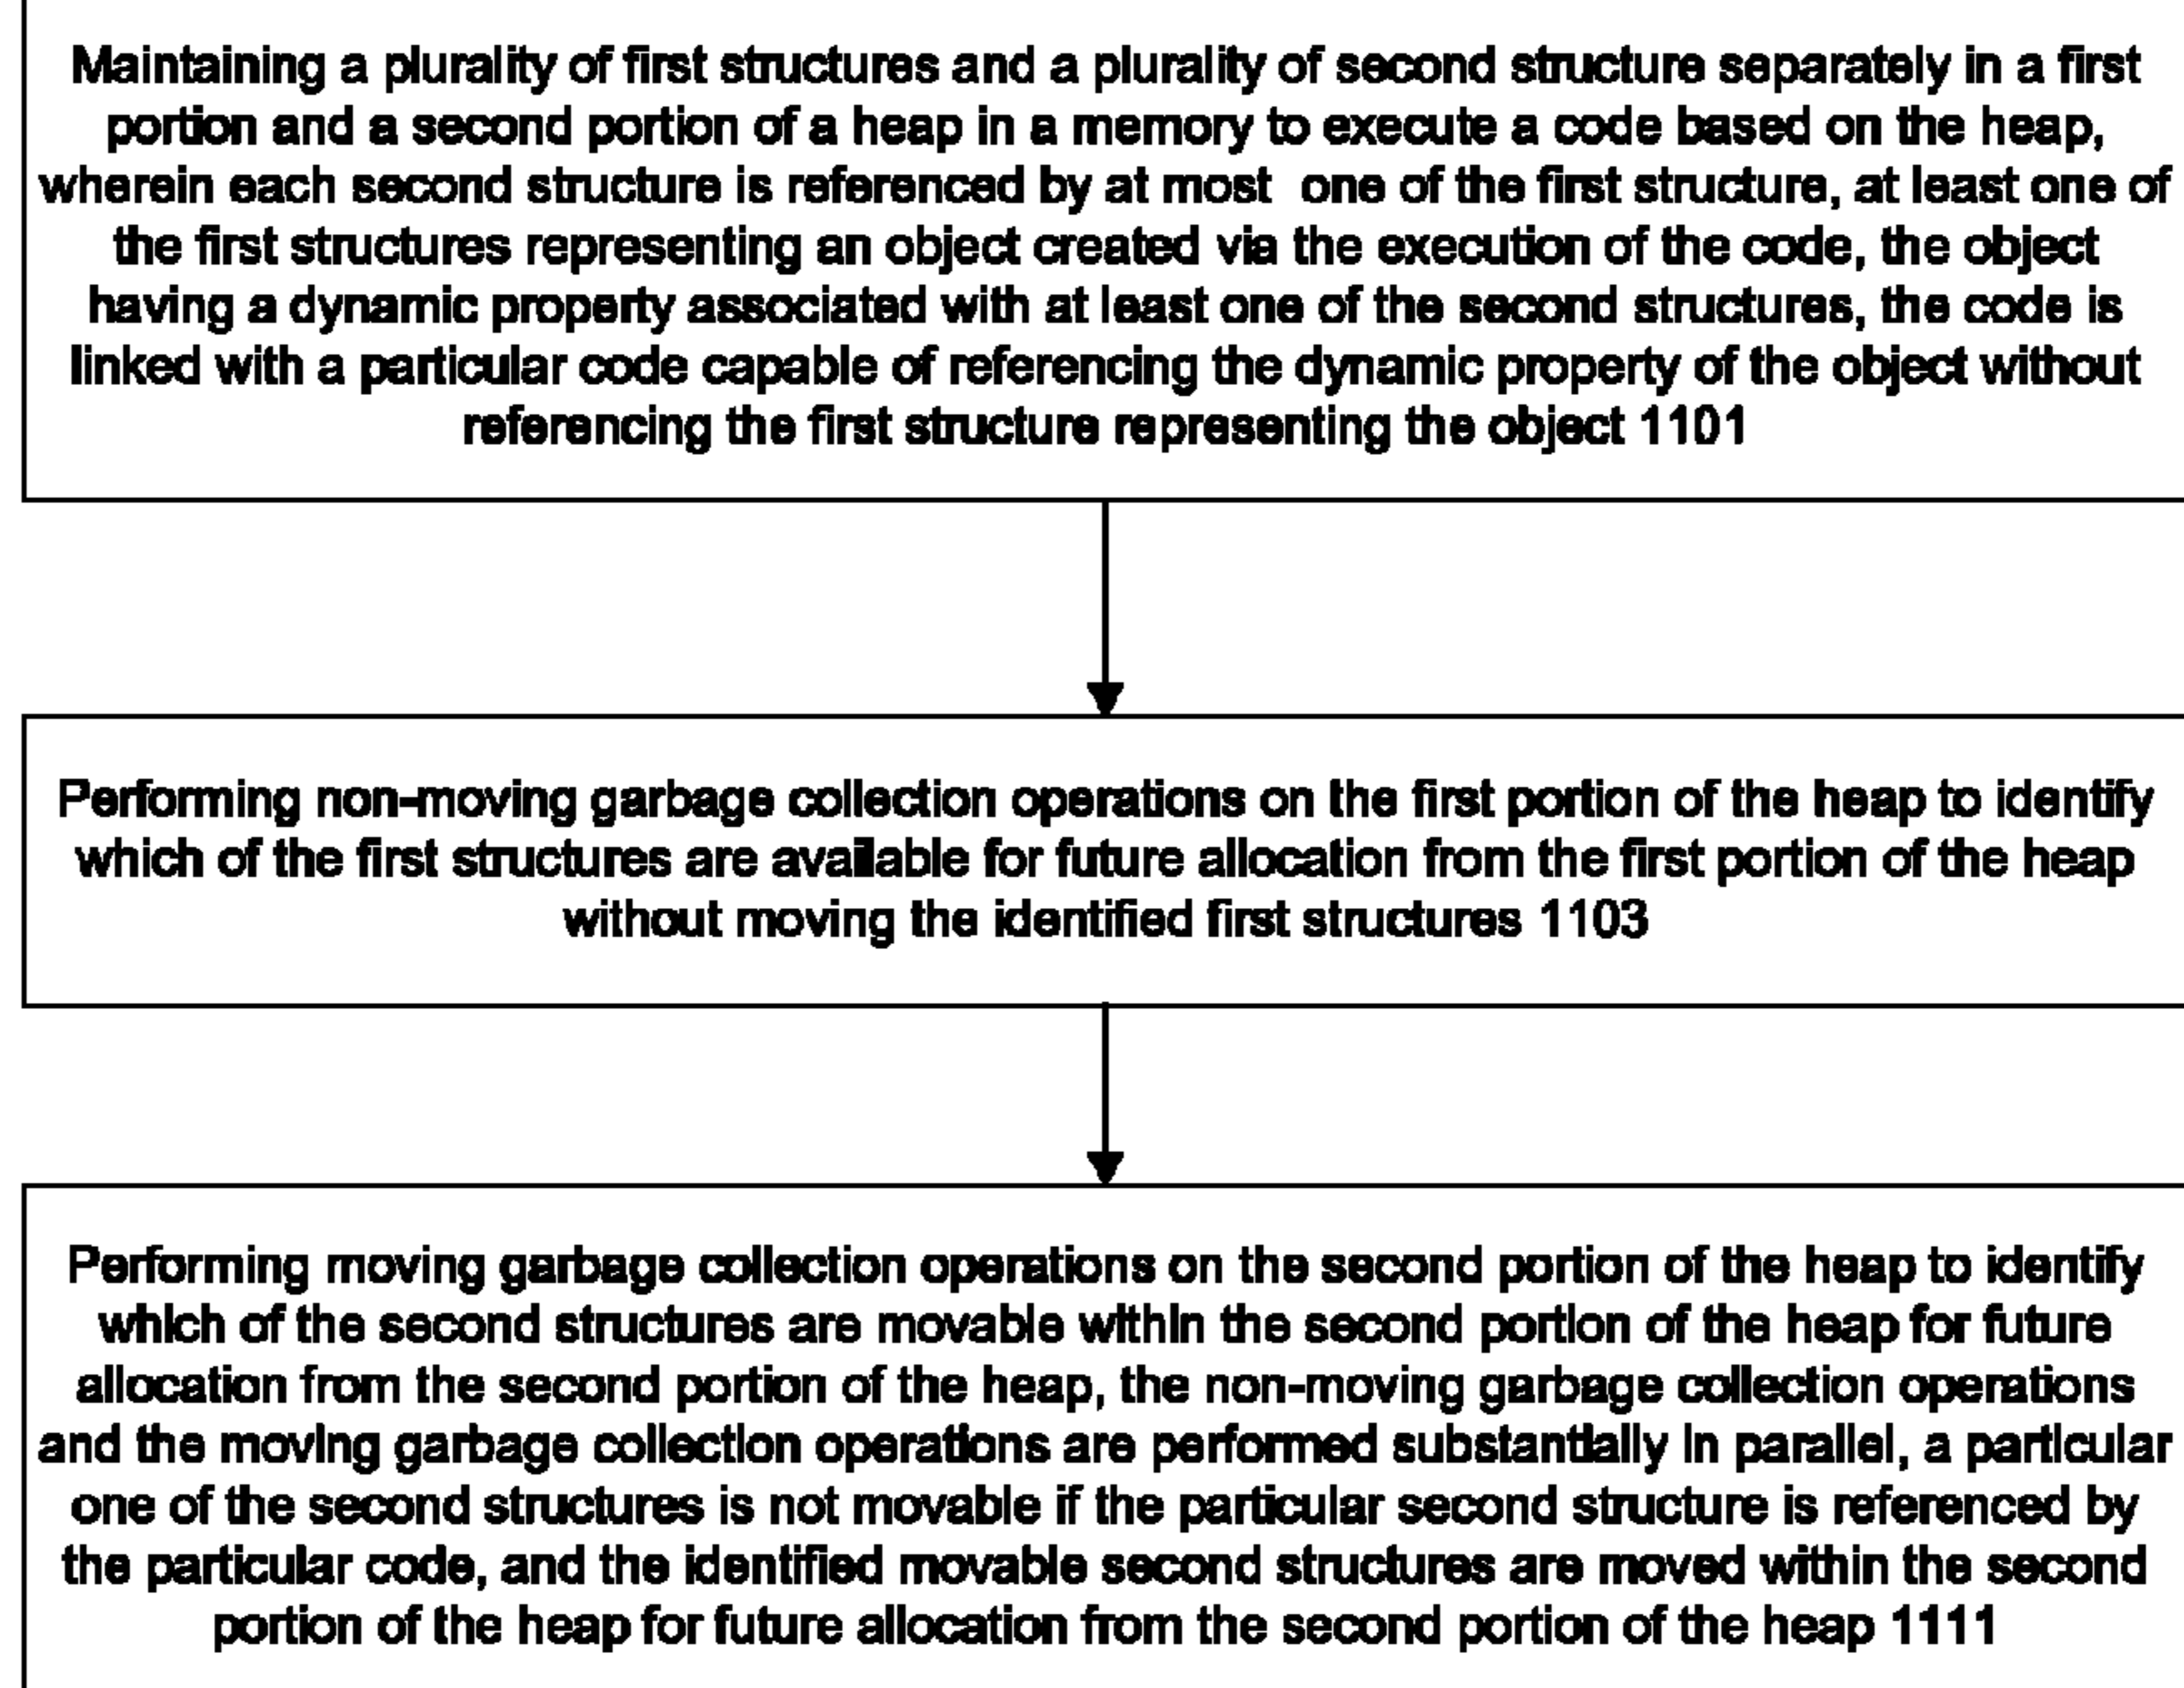 Maintaining a plurality of first structures and a plurality of second structure separately in a first
portion and a second portion of a heap in a memory to execute a code based on the heap,
wherein each second structure is referenced by at most one of the first structure, at least one of
the first structures representing an object created via the execution of the code, the object
having a dynamic property associated with at least one of the second structures, the code is
linked with a particular code capable of referencing the dynamic property of the object without
referencing the first structure representing the object 1101
Performing non-moving garbage collection operations on the first portion of the heap to identify
which of the first structures are available for future allocation from the first portion of the heap
without moving the identified first structures 1103
Performing moving garbage collection operations on the second portion of the heap to identify
which of the second structures are movable within the second portion of the heap for future
allocation from the second portion of the heap, the non-moving garbage collection operations
and the moving garbage collection operations are performed substantially in parallel, a particular
one of the second structures is not movable if the particular second structure is referenced by
the particular code, and the identified movable second structures are moved within the second
portion of the heap for future allocation from the second portion of the heap 1111